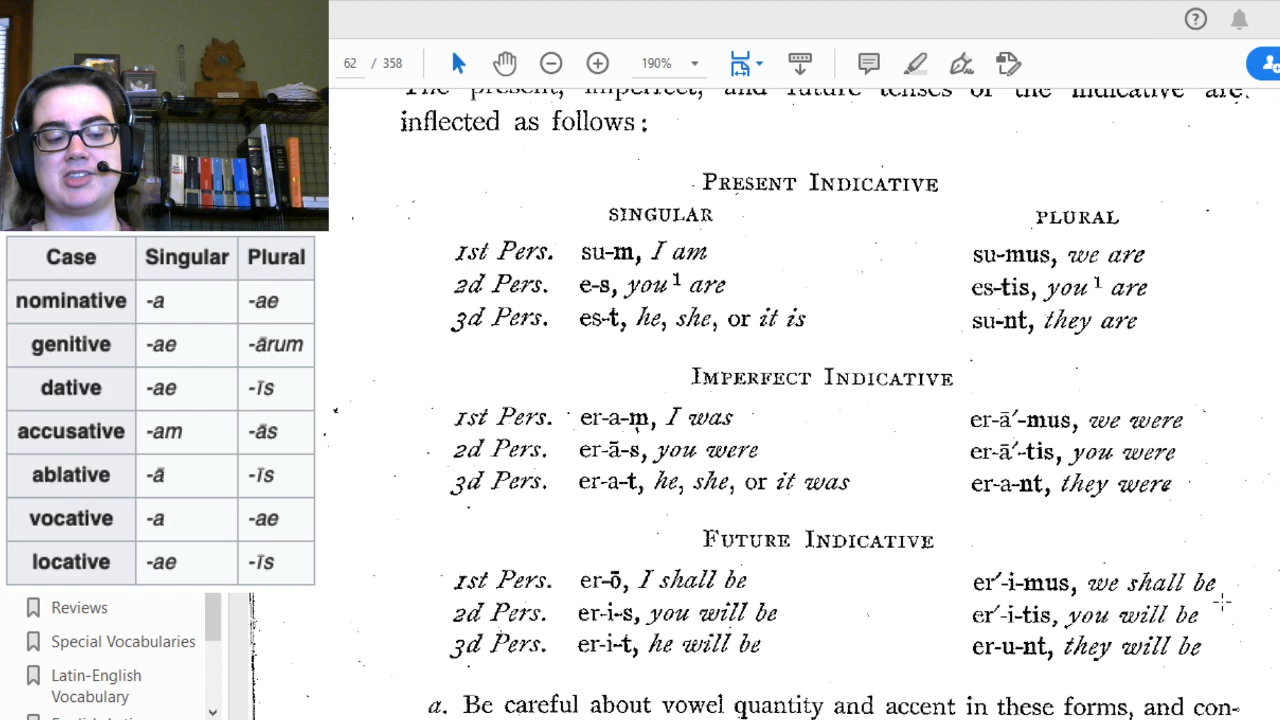 62 / 358
190%
The present, imperfect, and future tenses of the indicative are
inflected as follows:
PRESENT INDICATIVE
SINGULAR PLURAL
1st Pers. su-m, I am su-mus, we are
2d Pers. e-s, you¹ are es-tis, you¹ are
3d Pers. es-t, he, she, or it is su-nt, they are
IMPERFECT INDICATIVE
1st Pers. er-a-m, I was er-ā′-mus, we were
2d Pers. er-ā-s, you were er-ā′-tis, you were
3d Pers. er-a-t, he, she, or it was er-a-nt, they were
FUTURE INDICATIVE
1st Pers. er-ō, I shall be er′-i-mus, we shall be
2d Pers. er-i-s, you will be er′-i-tis, you will be
3d Pers. er-i-t, he will be er-u-nt, they will be
a. Be careful about vowel quantity and accent in these forms, and con-
Case Singular Plural
nominative -a -ae
genitive -ae -ārum
dative -ae -īs
accusative -am -ās
ablative -ā -īs
vocative -a -ae
locative -ae -īs
Reviews
Special Vocabularies
Latin-English
Vocabulary